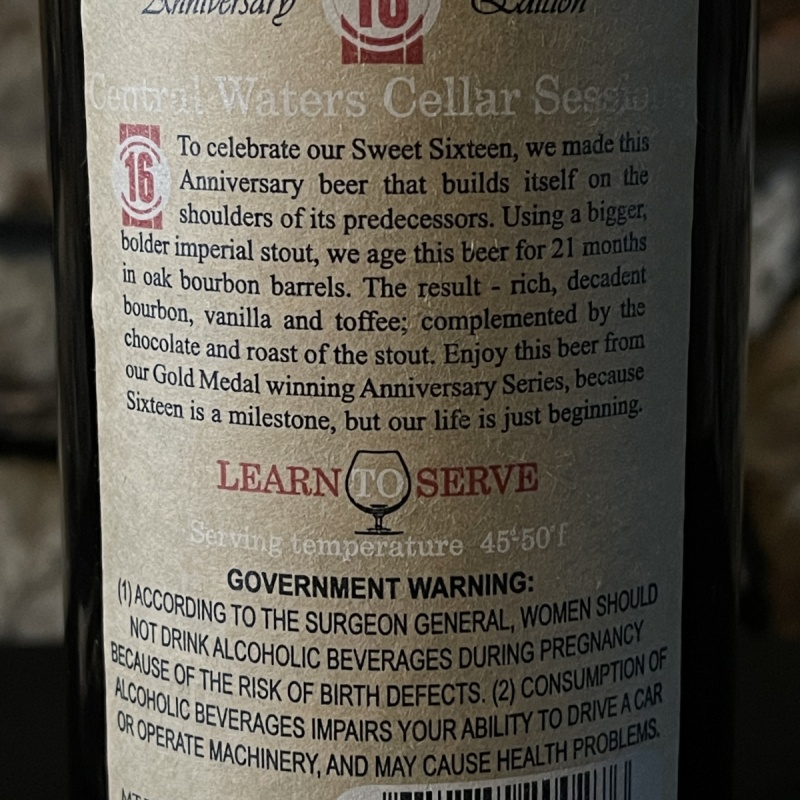 Anniversary 16 Edition
Central Waters Cellar Sessions
16
To celebrate our Sweet Sixteen, we made this
Anniversary beer that builds itself on the
shoulders of its predecessors. Using a bigger,
bolder imperial stout, we age this beer for 21 months
in oak bourbon barrels. The result - rich, decadent
bourbon, vanilla and toffee; complemented by the
chocolate and roast of the stout. Enjoy this beer from
our Gold Medal winning Anniversary Series, because
Sixteen is a milestone, but our life is just beginning.
LEARN TO SERVE
Serving temperature 45°-50°f
GOVERNMENT WARNING:
(1) ACCORDING TO THE SURGEON GENERAL, WOMEN SHOULD
NOT DRINK ALCOHOLIC BEVERAGES DURING PREGNANCY
BECAUSE OF THE RISK OF BIRTH DEFECTS. (2) CONSUMPTION OF
ALCOHOLIC BEVERAGES IMPAIRS YOUR ABILITY TO DRIVE A CAR
OR OPERATE MACHINERY, AND MAY CAUSE HEALTH PROBLEMS.